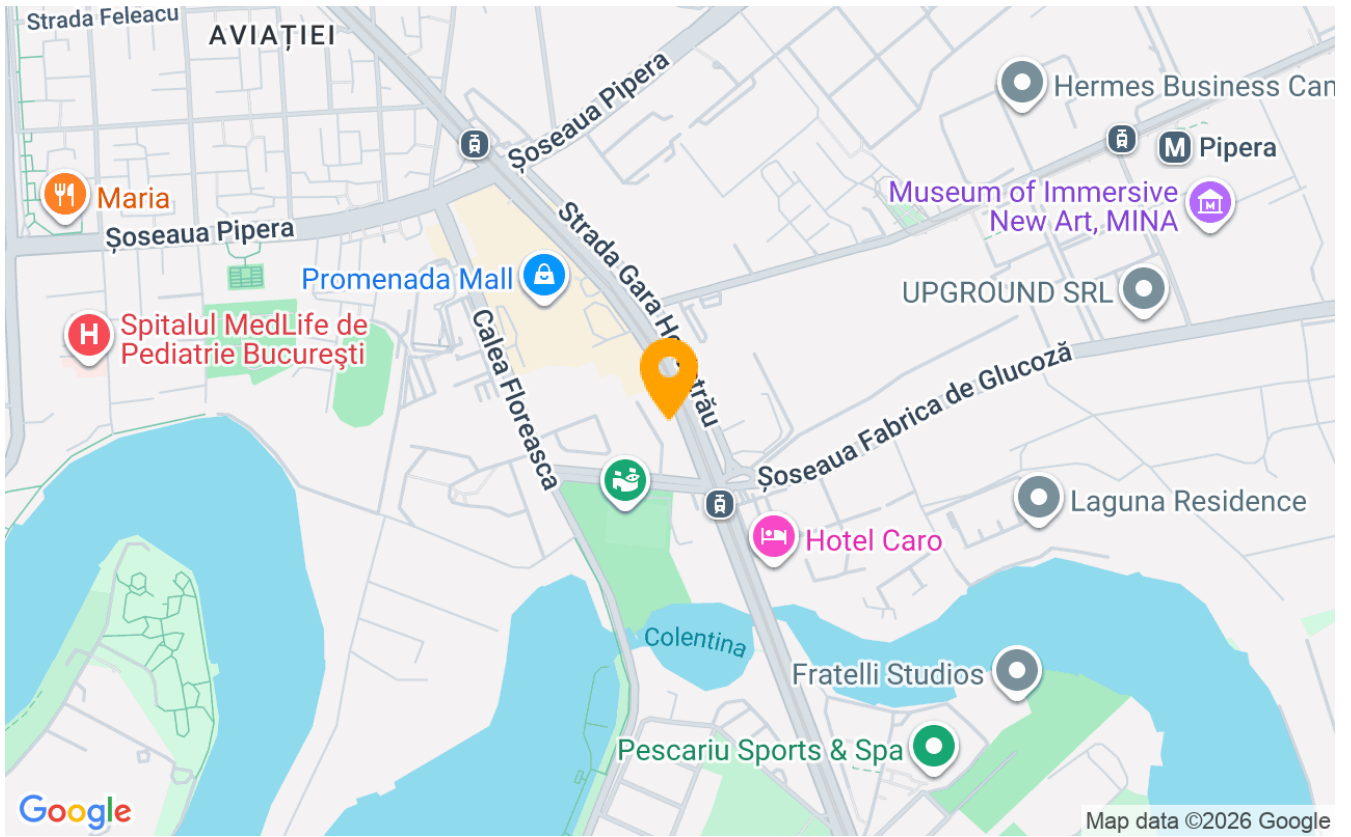 Strada Feleacu
AVIAȚIEI
Șoseaua Pipera
Hermes Business Cam
M
Pipera
Maria
Museum of Immersive
New Art, MINA
Șoseaua Pipera
Strada Gara He
trău
Promenada Mall
UPGROUND SRL
H
Spitalul MedLife de
Pediatrie București
Calea Floreasca
Șoseaua Fabrica de Glucoză
Laguna Residence
Hotel Caro
Colentina
Fratelli Studios
Pescariu Sports & Spa
Google
Map data ©2026 Google